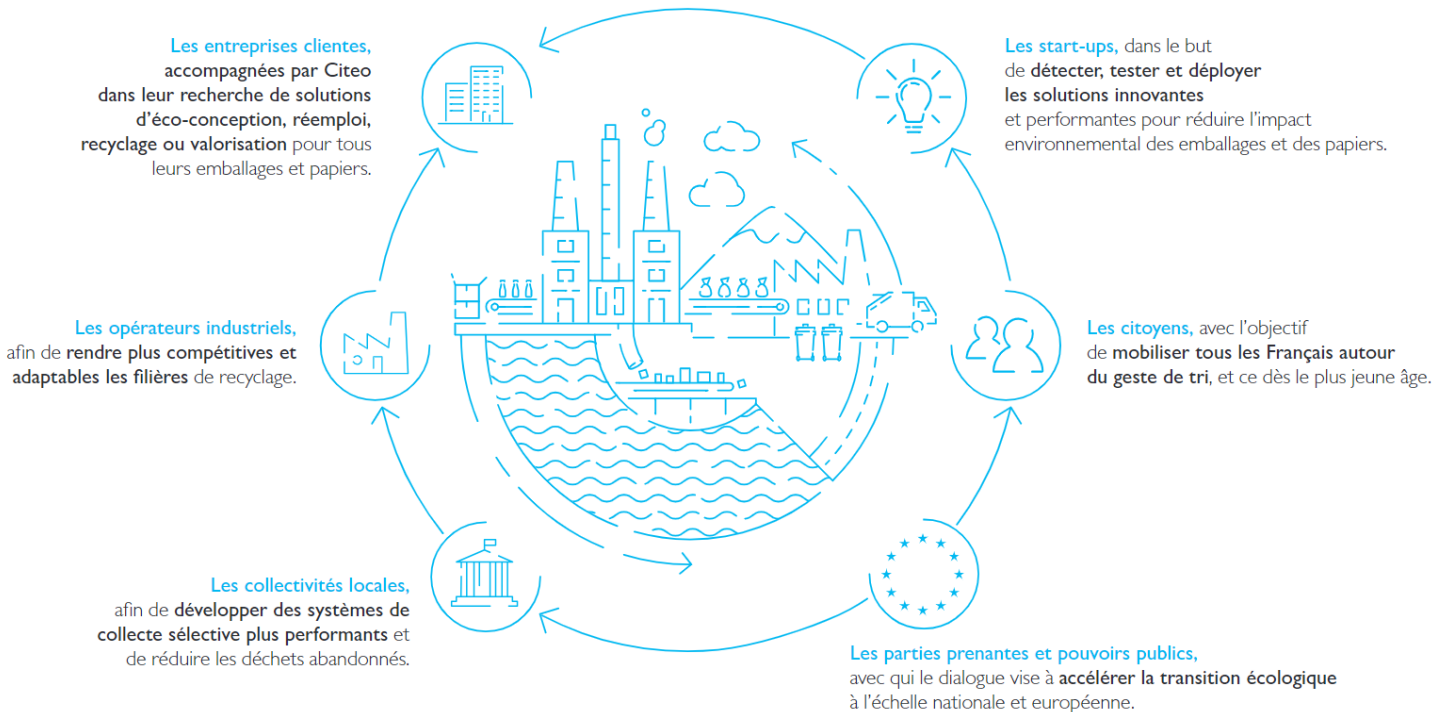 Les entreprises clientes,
accompagnées par Citeo
dans leur recherche de solutions
d’éco-conception, réemploi,
recyclage ou valorisation pour tous
leurs emballages et papiers.
Les start-ups, dans le but
de détecter, tester et déployer
les solutions innovantes
et performantes pour réduire l’impact
environnemental des emballages et des papiers.
Les opérateurs industriels,
afin de rendre plus compétitives et
adaptables les filières de recyclage.
Les citoyens, avec l’objectif
de mobiliser tous les Français autour
du geste de tri, et ce dès le plus jeune âge.
Les collectivités locales,
afin de développer des systèmes de
collecte sélective plus performants et
de réduire les déchets abandonnés.
Les parties prenantes et pouvoirs publics,
avec qui le dialogue vise à accélérer la transition écologique
à l’échelle nationale et européenne.